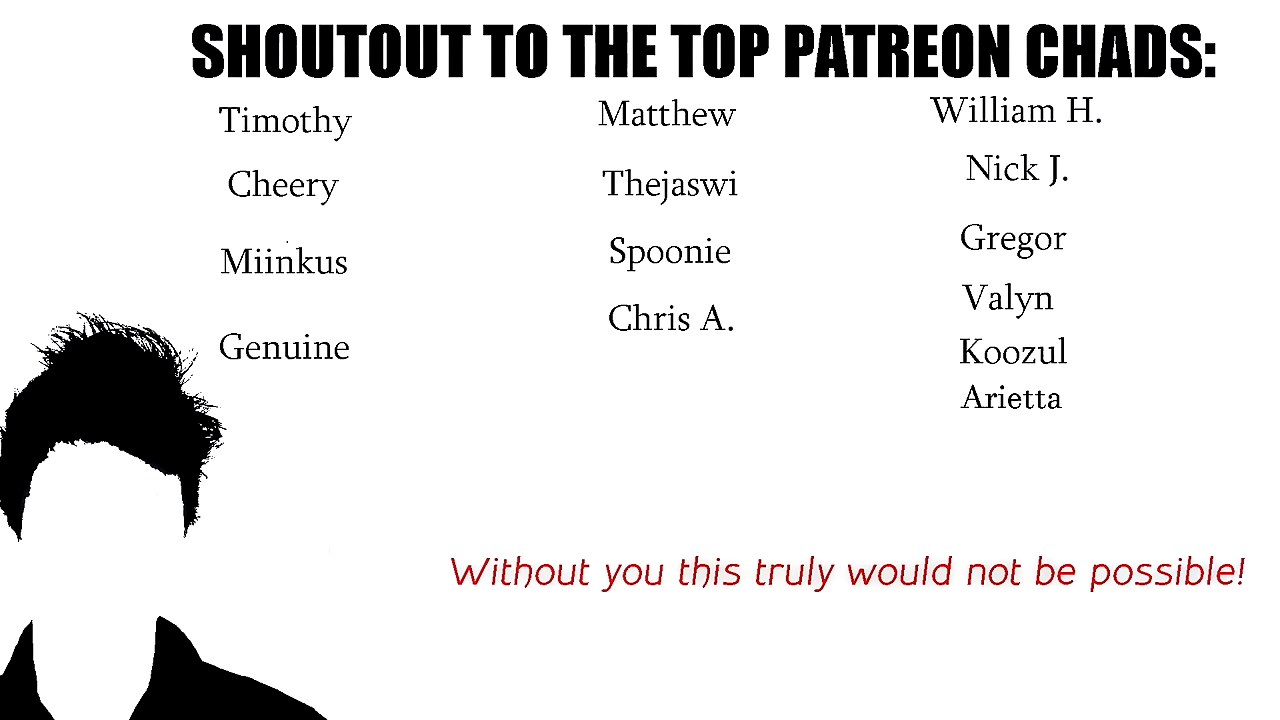 SHOUTOUT TO THE TOP PATREON CHADS:
Timothy
Cheery
Miinkus
Genuine
Matthew
Thejaswi
Spoonie
Chris A.
William H.
Nick J.
Gregor
Valyn
Koozul
Arietta
Without you this truly would not be possible!